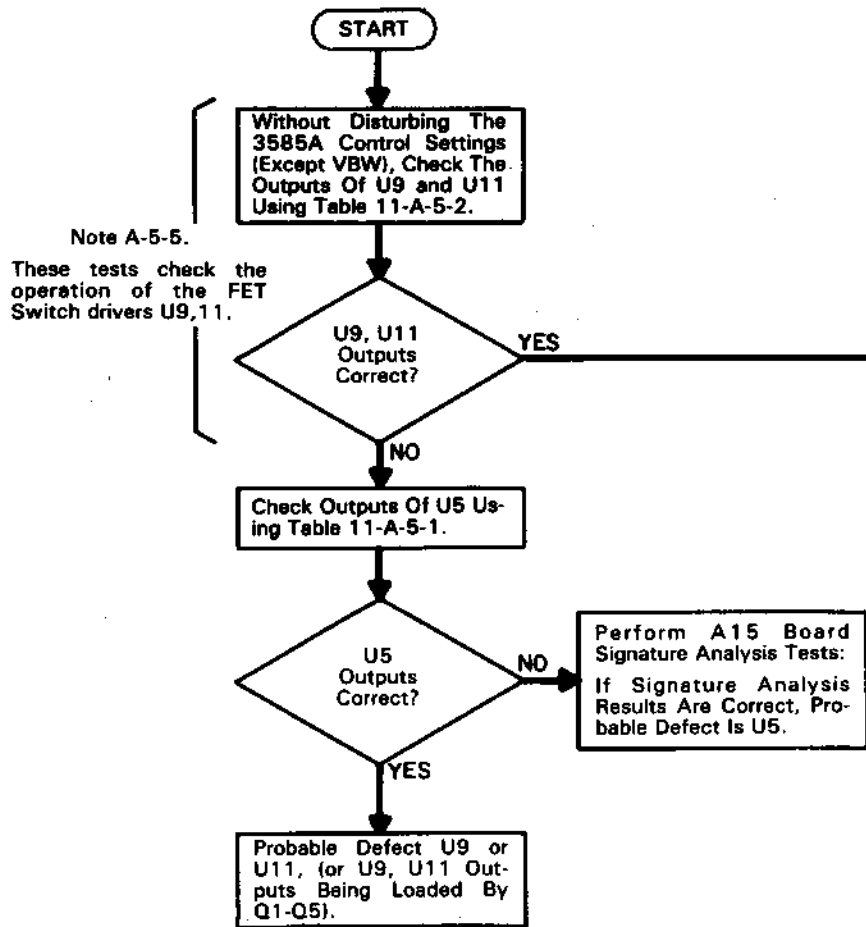 START
Without Disturbing The
3585A Control Settings
(Except VBW), Check The
Outputs Of U9 and U11
Using Table 11-A-5-2.
Note A-5-5.
These tests check the
operation of the FET
Switch drivers U9,11.
U9, U11
Outputs
Correct?
YES
NO
Check Outputs Of U5 Us-
ing Table 11-A-5-1.
U5
Outputs
Correct?
NO
Perform A15 Board
Signature Analysis Tests:
If Signature Analysis
Results Are Correct, Pro-
bable Defect Is U5.
YES
Probable Defect U9 or
U11, (or U9, U11 Out-
puts Being Loaded By
Q1-Q5).